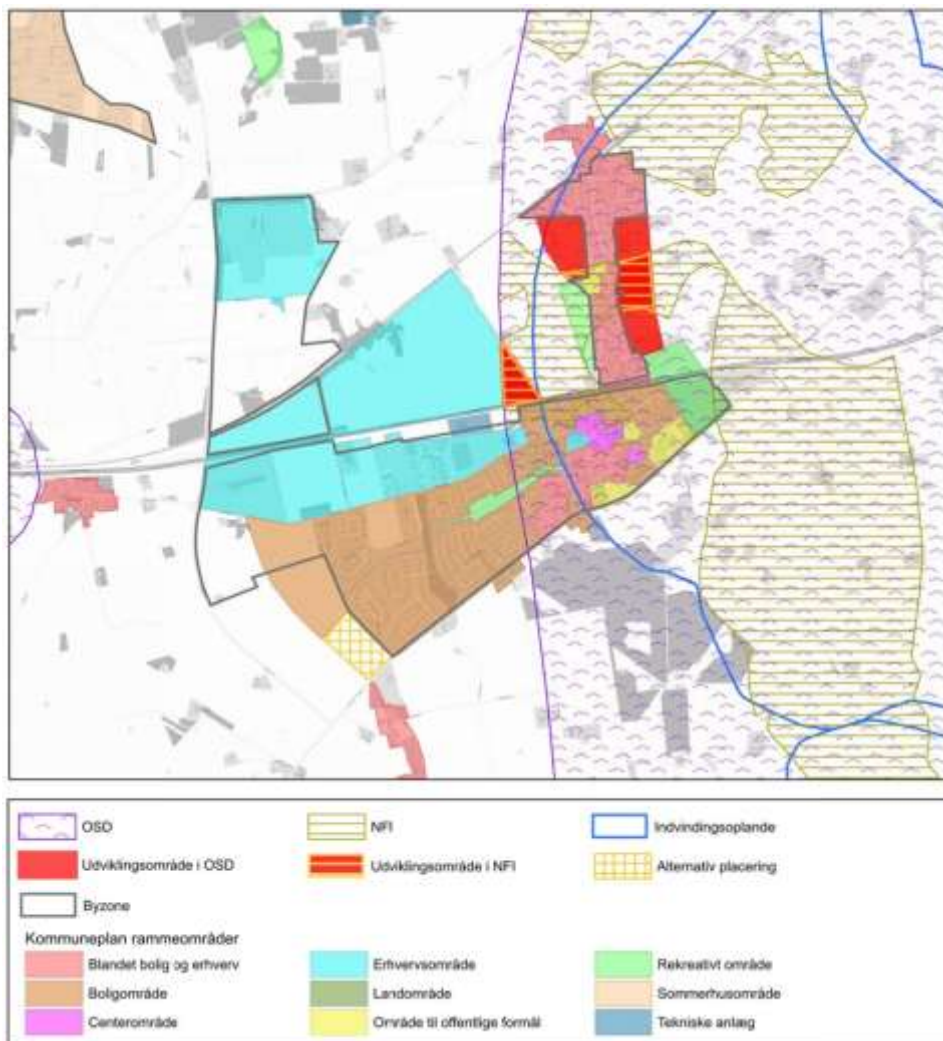 OSD
NFI
Indvindingsoplande
Udviklingsområde i OSD
Udviklingsområde i NFI
Alternativ placering
Byzone
Kommuneplan rammeområder
Blandet bolig og erhverv
Erhvervsområde
Rekreativt område
Boligområde
Landområde
Sommerhusområde
Centerområde
Område til offentlige formål
Tekniske anlæg